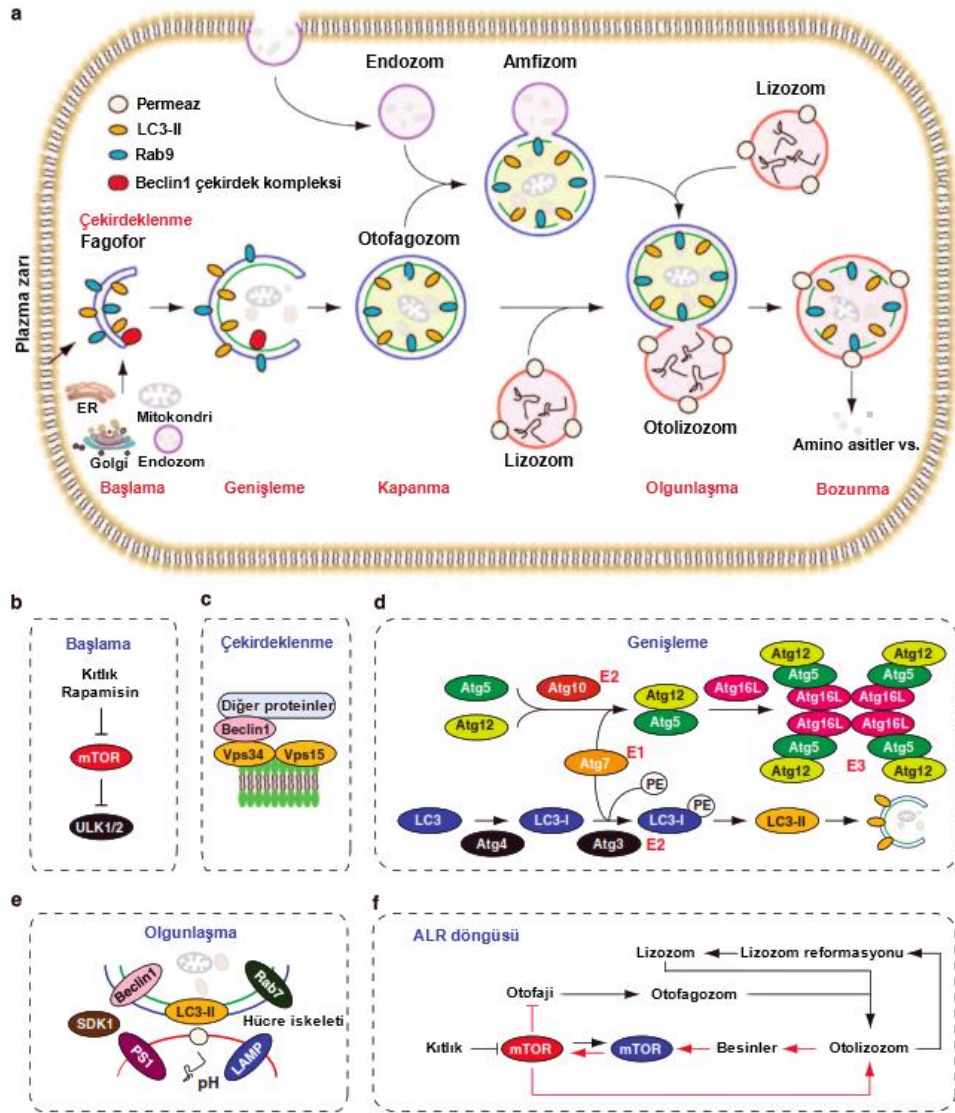 a
Endozom
Amfizom
Lizozom
Permeaz
LC3-II
Rab9
Beclin1 çekirdek kompleksi
Çekirdeklenme
Fagofor
Otofagozom
Plazma zarı
ER
Mitokondri
Golgi
Endozom
Lizozom
Otolizozom
Amino asitler vs.
Başlama
Genişleme
Kapanma
Olgunlaşma
Bozunma
b
Başlama
Kıtlık
Rapamisin
mTOR
ULK1/2
c
Çekirdeklenme
Diğer proteinler
Beclin1
Vps34
Vps15
d
Genişleme
Atg5
Atg12
Atg10
E2
Atg12
Atg5
Atg16L
Atg12
Atg12
Atg5
Atg5
Atg16L
Atg16L
Atg16L
Atg16L
Atg5
Atg5
Atg12
Atg12
E3
Atg7
E1
PE
PE
LC3
LC3-I
LC3-I
LC3-II
Atg4
Atg3
E2
e
Olgunlaşma
Beclin1
Rab7
LC3-II
Hücre iskeleti
SDK1
PS1
pH
LAMP
f
ALR döngüsü
Lizozom
Lizozom reformasyonu
Otofaji
Otofagozom
Kıtlık
mTOR
mTOR
Besinler
Otolizozom